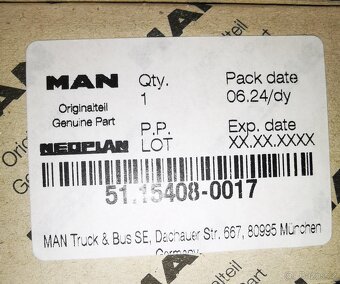 MAN
Originalteil
Genuine Part
NEOPLAN
Qty.
1
P.P.
LOT
Pack date
06.24/dy
Exp. date
XX.XX.XXXX
51.15408-0017
MAN Truck & Bus SE, Dachauer Str. 667, 80995 München
Germany